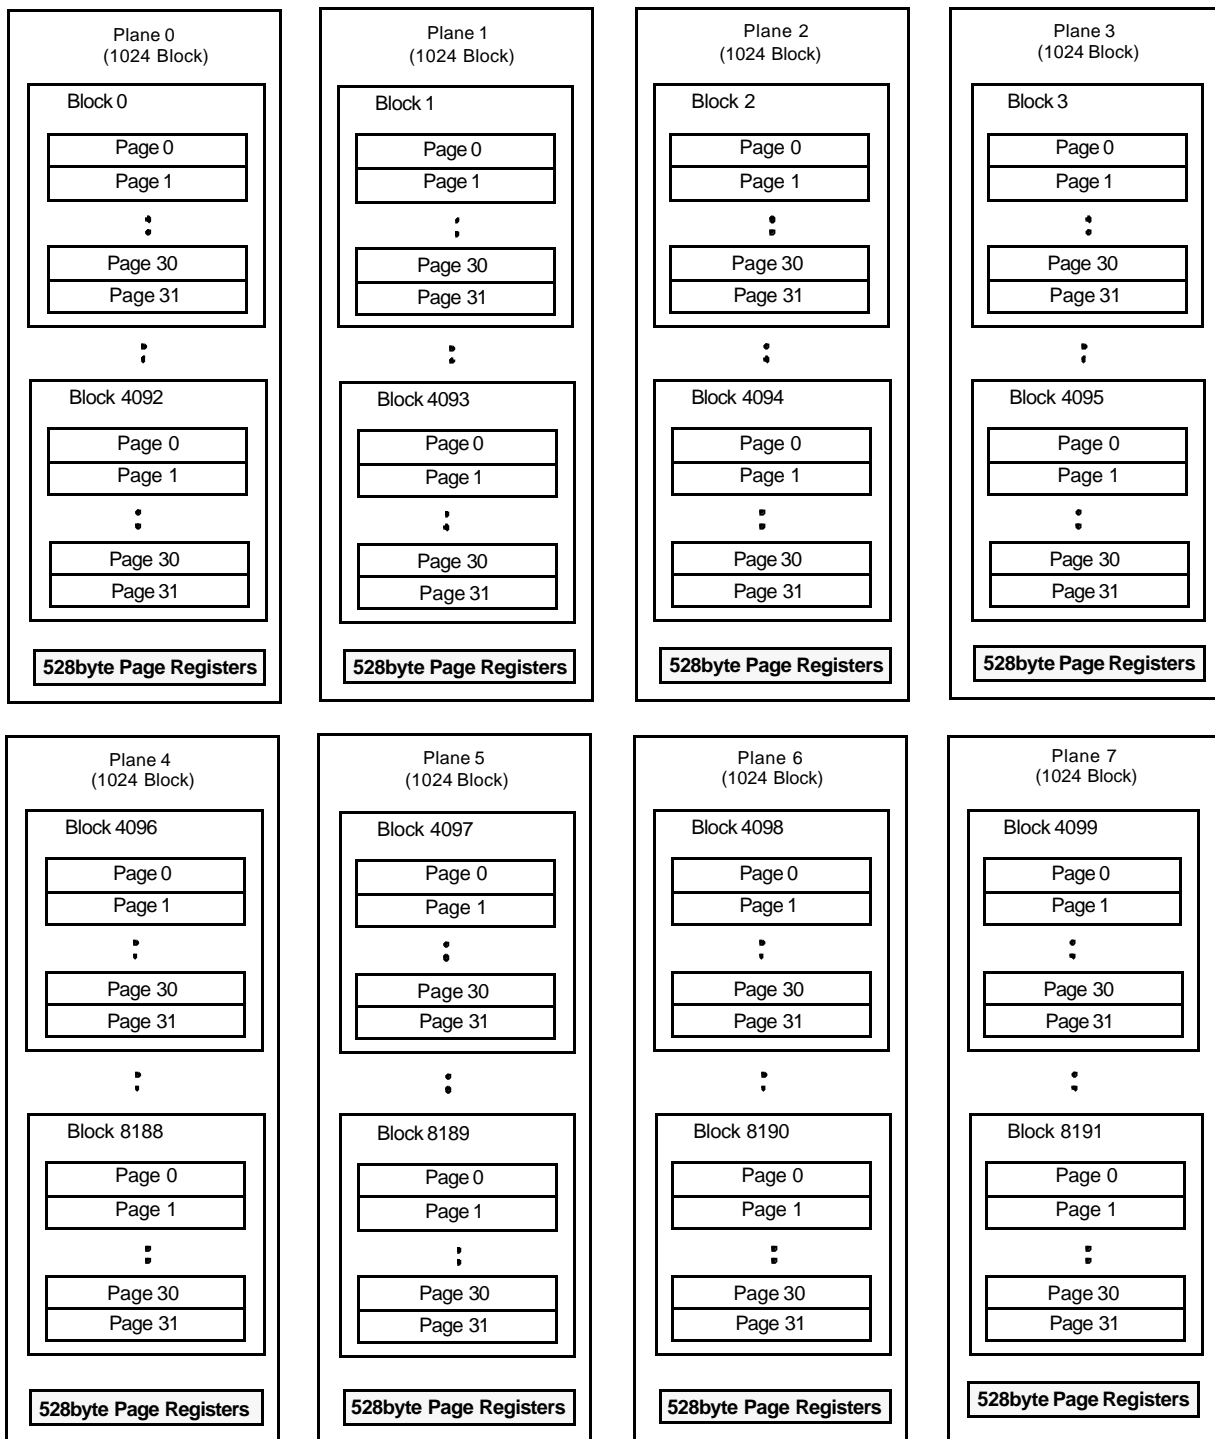 Plane 0
(1024 Block)
Block 0
Page 0
Page 1
Page 30
Page 31
Block 4092
Page 0
Page 1
Page 30
Page 31
528byte Page Registers
Plane 1
(1024 Block)
Block 1
Page 0
Page 1
Page 30
Page 31
Block 4093
Page 0
Page 1
Page 30
Page 31
528byte Page Registers
Plane 2
(1024 Block)
Block 2
Page 0
Page 1
Page 30
Page 31
Block 4094
Page 0
Page 1
Page 30
Page 31
528byte Page Registers
Plane 3
(1024 Block)
Block 3
Page 0
Page 1
Page 30
Page 31
Block 4095
Page 0
Page 1
Page 30
Page 31
528byte Page Registers
Plane 4
(1024 Block)
Block 4096
Page 0
Page 1
Page 30
Page 31
Block 8188
Page 0
Page 1
Page 30
Page 31
528byte Page Registers
Plane 5
(1024 Block)
Block 4097
Page 0
Page 1
Page 30
Page 31
Block 8189
Page 0
Page 1
Page 30
Page 31
528byte Page Registers
Plane 6
(1024 Block)
Block 4098
Page 0
Page 1
Page 30
Page 31
Block 8190
Page 0
Page 1
Page 30
Page 31
528byte Page Registers
Plane 7
(1024 Block)
Block 4099
Page 0
Page 1
Page 30
Page 31
Block 8191
Page 0
Page 1
Page 30
Page 31
528byte Page Registers